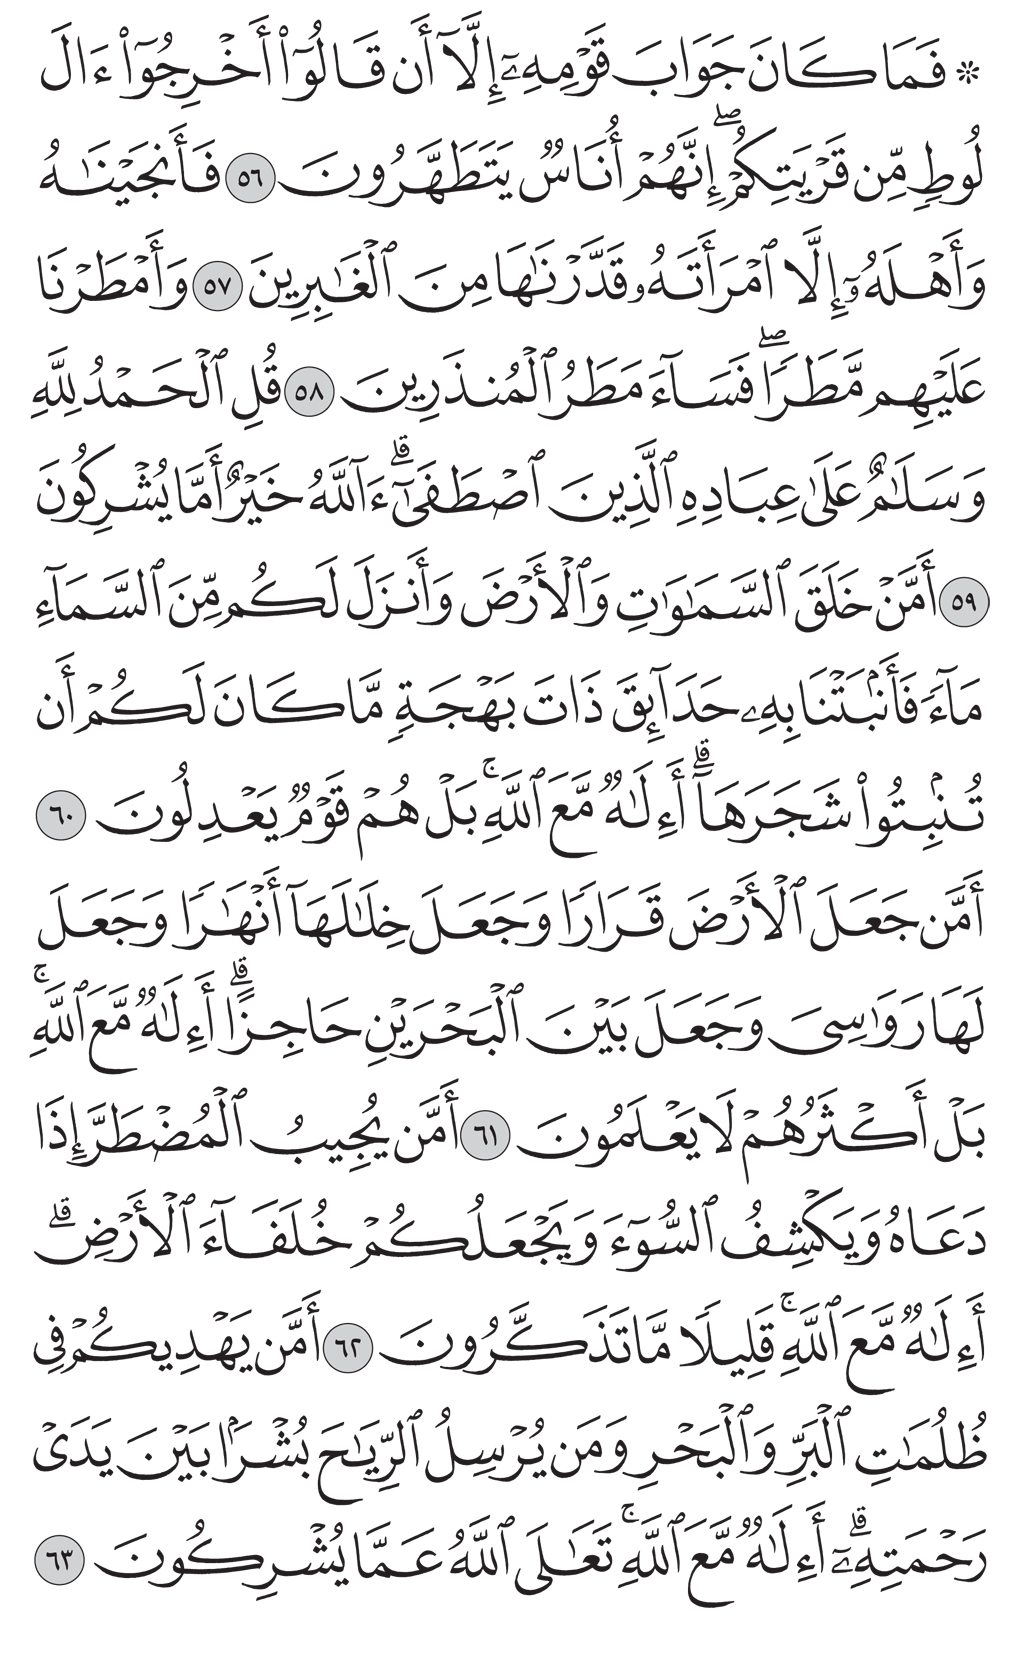 ۞ فَمَا كَانَ جَوَابَ قَوْمِهِۦٓ إِلَّآ أَن قَالُوٓا۟ أَخْرِجُوٓا۟ ءَالَ
لُوطٍ مِّن قَرْيَتِكُمْ ۖ إِنَّهُمْ أُنَاسٌ يَتَطَهَّرُونَ ٥٦ فَأَنجَيْنَـٰهُ
وَأَهْلَهُۥٓ إِلَّا ٱمْرَأَتَهُۥ قَدَّرْنَـٰهَا مِنَ ٱلْغَـٰبِرِينَ ٥٧ وَأَمْطَرْنَا
عَلَيْهِم مَّطَرًا ۖ فَسَآءَ مَطَرُ ٱلْمُنذَرِينَ ٥٨ قُلِ ٱلْحَمْدُ لِلَّهِ
وَسَلَـٰمٌ عَلَىٰ عِبَادِهِ ٱلَّذِينَ ٱصْطَفَىٰٓ ۗ ءَآللَّهُ خَيْرٌ أَمَّا يُشْرِكُونَ
٥٩ أَمَّنْ خَلَقَ ٱلسَّمَـٰوَٰتِ وَٱلْأَرْضَ وَأَنزَلَ لَكُم مِّنَ ٱلسَّمَآءِ
مَآءً فَأَنۢبَتْنَا بِهِۦ حَدَآئِقَ ذَاتَ بَهْجَةٍ مَّا كَانَ لَكُمْ أَن
تُنۢبِتُوا۟ شَجَرَهَآ ۗ أَءِلَـٰهٌ مَّعَ ٱللَّهِ ۚ بَلْ هُمْ قَوْمٌ يَعْدِلُونَ ٦٠
أَمَّن جَعَلَ ٱلْأَرْضَ قَرَارًا وَجَعَلَ خِلَـٰلَهَآ أَنْهَـٰرًا وَجَعَلَ
لَهَا رَوَٰسِىَ وَجَعَلَ بَيْنَ ٱلْبَحْرَيْنِ حَاجِزًا ۗ أَءِلَـٰهٌ مَّعَ ٱللَّهِ ۚ
بَلْ أَكْثَرُهُمْ لَا يَعْلَمُونَ ٦١ أَمَّن يُجِيبُ ٱلْمُضْطَرَّ إِذَا
دَعَاهُ وَيَكْشِفُ ٱلسُّوٓءَ وَيَجْعَلُكُمْ خُلَفَآءَ ٱلْأَرْضِ ۗ
أَءِلَـٰهٌ مَّعَ ٱللَّهِ ۚ قَلِيلًا مَّا تَذَكَّرُونَ ٦٢ أَمَّن يَهْدِيكُمْ فِى
ظُلُمَـٰتِ ٱلْبَرِّ وَٱلْبَحْرِ وَمَن يُرْسِلُ ٱلرِّيَـٰحَ بُشْرًۢا بَيْنَ يَدَىْ
رَحْمَتِهِۦٓ ۗ أَءِلَـٰهٌ مَّعَ ٱللَّهِ ۚ تَعَـٰلَى ٱللَّهُ عَمَّا يُشْرِكُونَ ٦٣